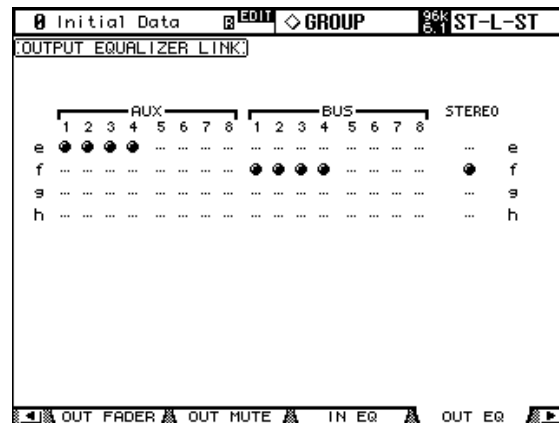 0 Initial Data R EDIT ◇GROUP 96k 6.1 ST-L-ST
OUTPUT EQUALIZER LINK
AUX BUS STEREO
1 2 3 4 5 6 7 8 1 2 3 4 5 6 7 8
e e
f f
g g
h h
OUT FADER OUT MUTE IN EQ OUT EQ